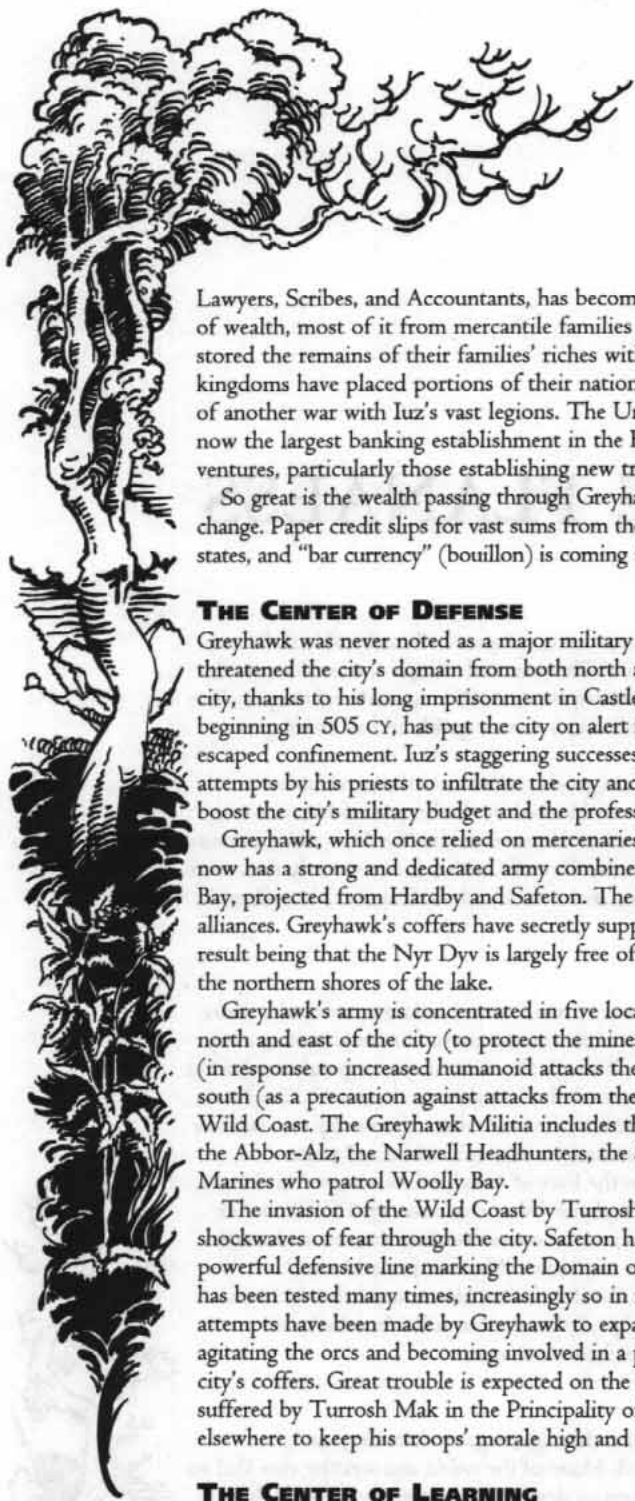 Lawyers, Scribes, and Accountants, has becom
of wealth, most of it from mercantile families
stored the remains of their families' riches with
kingdoms have placed portions of their nation
of another war with Iuz's vast legions. The Un
now the largest banking establishment in the
ventures, particularly those establishing new tr
So great is the wealth passing through Greyha
change. Paper credit slips for vast sums from the
states, and "bar currency" (bouillon) is coming
THE CENTER OF DEFENSE
Greyhawk was never noted as a major military
threatened the city's domain from both north a
city, thanks to his long imprisonment in Castle
beginning in 505 CY, has put the city on alert
escaped confinement. Iuz's staggering successes
attempts by his priests to infiltrate the city and
boost the city's military budget and the profess
Greyhawk, which once relied on mercenaries
now has a strong and dedicated army combine
Bay, projected from Hardby and Safeton. The
alliances. Greyhawk's coffers have secretly supp
result being that the Nyr Dyv is largely free of
the northern shores of the lake.
Greyhawk's army is concentrated in five loca
north and east of the city (to protect the mines
(in response to increased humanoid attacks the
south (as a precaution against attacks from the
Wild Coast. The Greyhawk Militia includes th
the Abbor-Alz, the Narwell Headhunters, the
Marines who patrol Woolly Bay.
The invasion of the Wild Coast by Turrosh
shockwaves of fear through the city. Safeton h
powerful defensive line marking the Domain o
has been tested many times, increasingly so in
attempts have been made by Greyhawk to expa
agitating the orcs and becoming involved in a p
city's coffers. Great trouble is expected on the
suffered by Turrosh Mak in the Principality of
elsewhere to keep his troops' morale high and
THE CENTER OF LEARNING